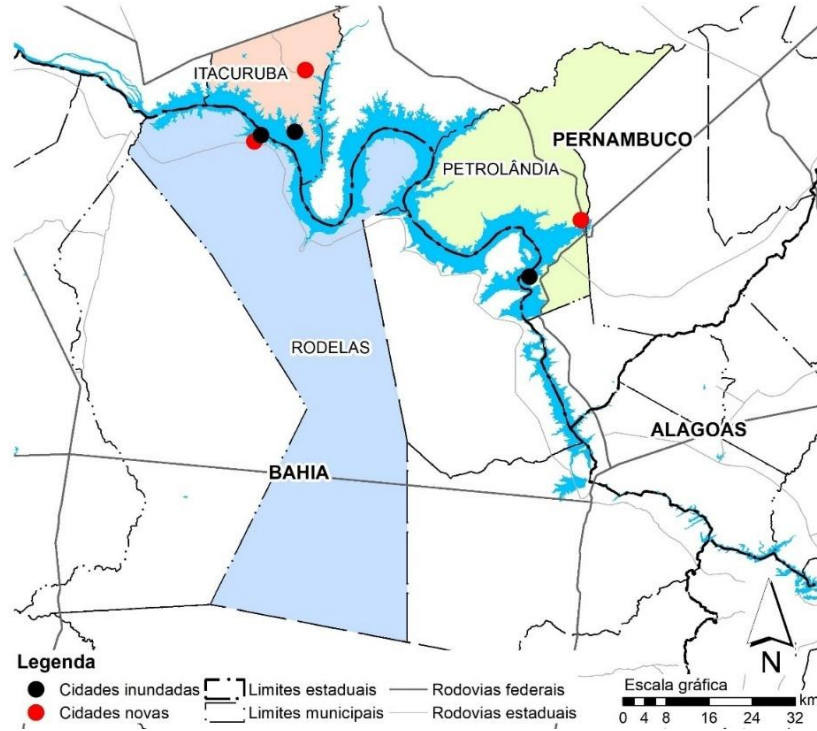 ITACURUBA
PERNAMBUCO
PETROLÂNDIA
RODELAS
ALAGOAS
BAHIA
N
Legenda
Cidades inundadas
Limites estaduais
Rodovias federais
Cidades novas
Limites municipais
Rodovias estaduais
Escala gráfica
km
0 4 8 16 24 32